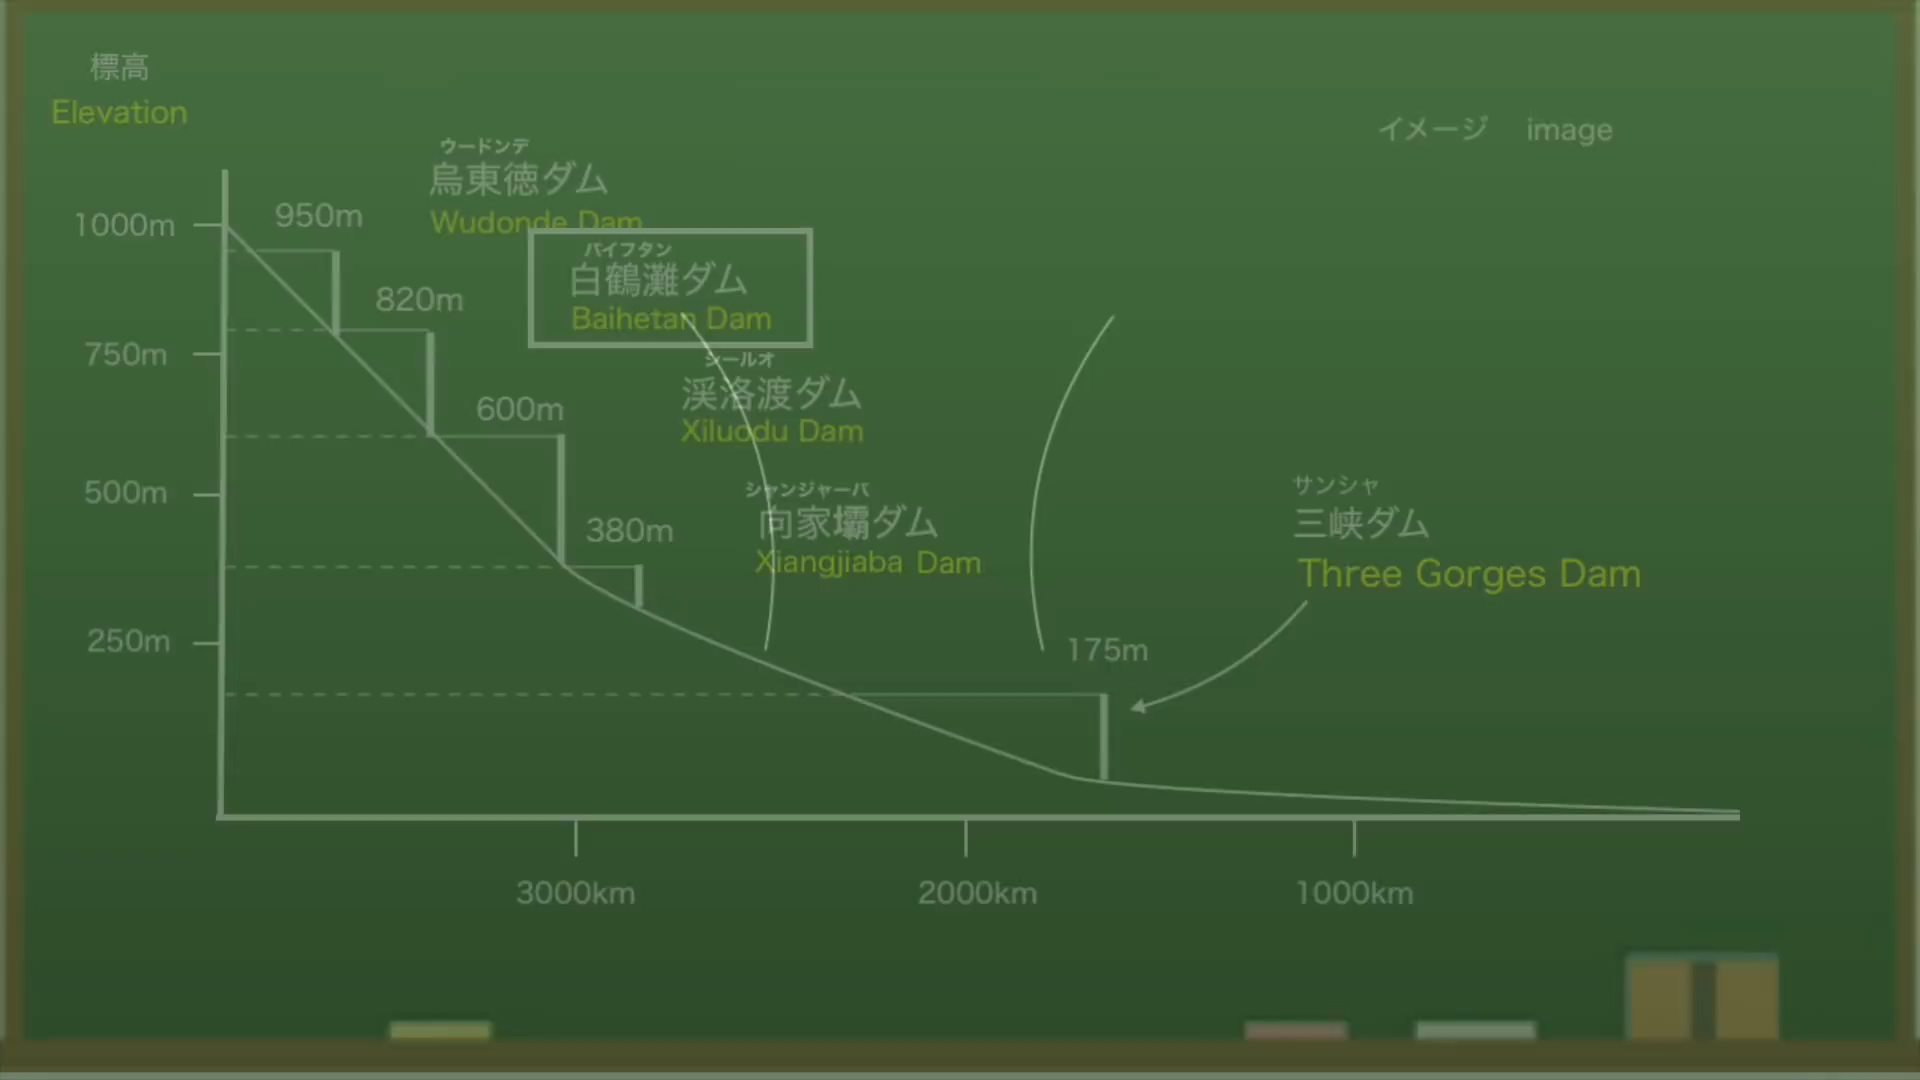 標高
Elevation
イメージ image
ウードンデ
烏東徳ダム
Wudonde Dam
1000m
950m
バイフタン
白鶴灘ダム
Baihetan Dam
820m
750m
シールオ
渓洛渡ダム
Xiluodu Dam
600m
500m
シャンジャーバ
向家壩ダム
Xiangjiaba Dam
380m
サンシャ
三峡ダム
Three Gorges Dam
250m
175m
3000km
2000km
1000km